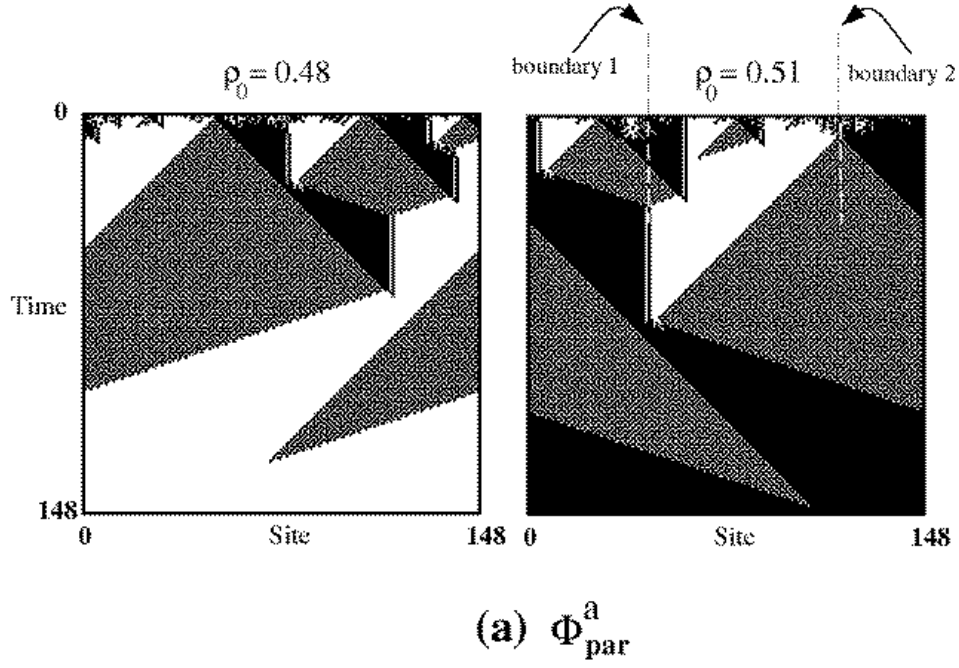 boundary 1
boundary 2
ρ0 = 0.48
ρ0 = 0.51
0
Time
148
0 Site 148
0 Site 148
(a) Φ a par